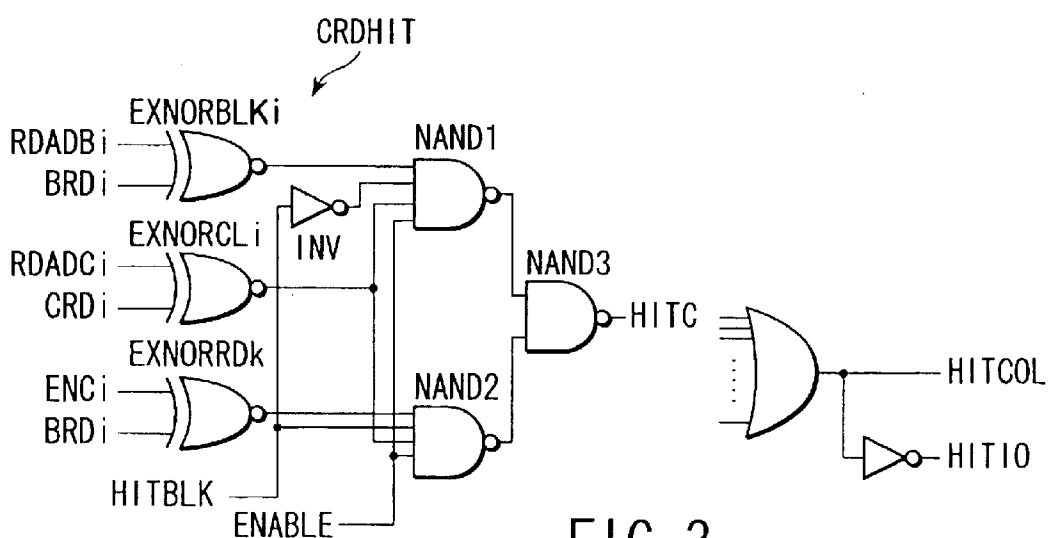 CRDHIT
EXNORBLKi
RDADBi
BRDi
NAND1
INV
EXNORCLi
RDADCi
CRDi
NAND3
HITC
EXNORRDk
ENCi
BRDi
NAND2
HITCOL
HITIO
HITBLK
ENABLE